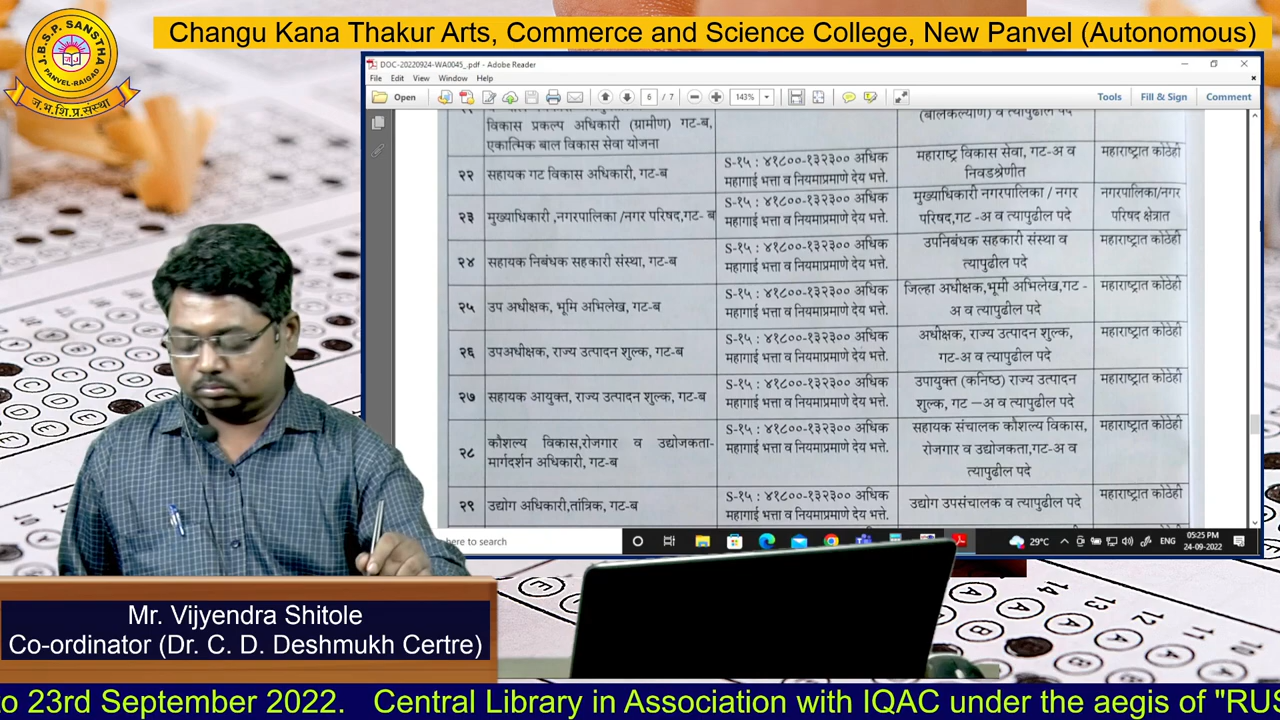 Changu Kana Thakur Arts, Commerce and Science College, New Panvel (Autonomous)
J.B.S.P. SANSTHA
PANVEL-RAIGAD
ज.भ.शि.प्र.संस्था
DOC-20220924-WA0045_.pdf - Adobe Reader
File Edit View Window Help
Open 6 / 7 143% Tools Fill & Sign Comment
विकास प्रकल्प अधिकारी (ग्रामीण) गट-ब, (बालकल्याण) व त्यापुढील पदे
एकात्मिक बाल विकास सेवा योजना
२२ सहायक गट विकास अधिकारी, गट-ब S-१५ : ४१८००-१३२३०० अधिक महागाई भत्ता व नियमाप्रमाणे देय भत्ते. महाराष्ट्र विकास सेवा, गट-अ व निवडश्रेणीत महाराष्ट्रात कोठेही
२३ मुख्याधिकारी ,नगरपालिका /नगर परिषद,गट- ब S-१५ : ४१८००-१३२३०० अधिक महागाई भत्ता व नियमाप्रमाणे देय भत्ते. मुख्याधिकारी नगरपालिका / नगर परिषद,गट -अ व त्यापुढील पदे नगरपालिका/नगर परिषद क्षेत्रात
२४ सहायक निबंधक सहकारी संस्था, गट-ब S-१५ : ४१८००-१३२३०० अधिक महागाई भत्ता व नियमाप्रमाणे देय भत्ते. उपनिबंधक सहकारी संस्था व त्यापुढील पदे महाराष्ट्रात कोठेही
२५ उप अधीक्षक, भूमि अभिलेख, गट-ब S-१५ : ४१८००-१३२३०० अधिक महागाई भत्ता व नियमाप्रमाणे देय भत्ते. जिल्हा अधीक्षक,भूमी अभिलेख,गट - अ व त्यापुढील पदे महाराष्ट्रात कोठेही
२६ उपअधीक्षक, राज्य उत्पादन शुल्क, गट-ब S-१५ : ४१८००-१३२३०० अधिक महागाई भत्ता व नियमाप्रमाणे देय भत्ते. अधीक्षक, राज्य उत्पादन शुल्क, गट-अ व त्यापुढील पदे महाराष्ट्रात कोठेही
२७ सहायक आयुक्त, राज्य उत्पादन शुल्क, गट-ब S-१५ : ४१८००-१३२३०० अधिक महागाई भत्ता व नियमाप्रमाणे देय भत्ते. उपायुक्त (कनिष्ठ) राज्य उत्पादन शुल्क, गट –अ व त्यापुढील पदे महाराष्ट्रात कोठेही
२८ कौशल्य विकास,रोजगार व उद्योजकता-मार्गदर्शन अधिकारी, गट-ब S-१५ : ४१८००-१३२३०० अधिक महागाई भत्ता व नियमाप्रमाणे देय भत्ते. सहायक संचालक कौशल्य विकास, रोजगार व उद्योजकता,गट-अ व त्यापुढील पदे महाराष्ट्रात कोठेही
२९ उद्योग अधिकारी,तांत्रिक, गट-ब S-१५ : ४१८००-१३२३०० अधिक महागाई भत्ता व नियमाप्रमाणे देय भत्ते. उद्योग उपसंचालक व त्यापुढील पदे महाराष्ट्रात कोठेही
here to search 29°C ENG 05:25 PM
24-09-2022
Mr. Vijyendra Shitole
Co-ordinator (Dr. C. D. Deshmukh Certre)
to 23rd September 2022. Central Library in Association with IQAC under the aegis of "RUS